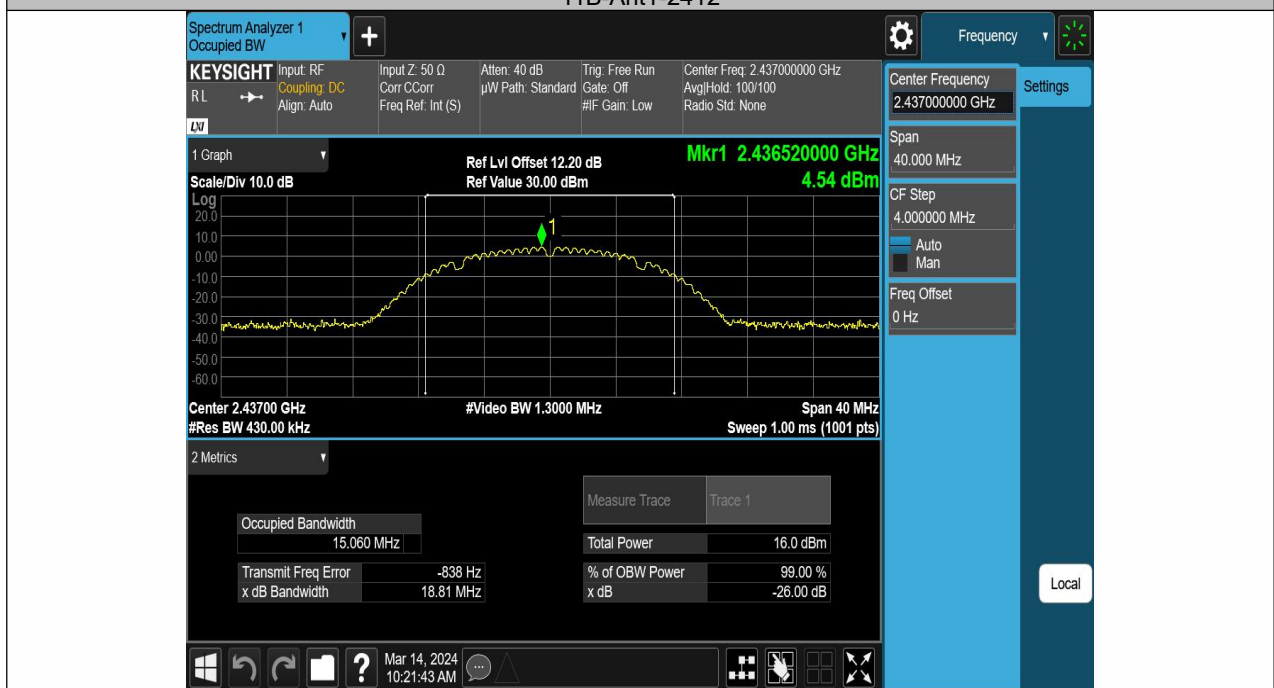 11B-Ant1-2412
Spectrum Analyzer 1
Occupied BW
Frequency
KEYSIGHT
RL
LXI
Input: RF
Coupling: DC
Align: Auto
Input Z: 50 Ω
Corr CCorr
Freq Ref: Int (S)
Atten: 40 dB
µW Path: Standard
Trig: Free Run
Gate: Off
#IF Gain: Low
Center Freq: 2.437000000 GHz
Avg|Hold: 100/100
Radio Std: None
Center Frequency
2.437000000 GHz
Settings
Span
40.000 MHz
CF Step
4.000000 MHz
Auto
Man
Freq Offset
0 Hz
Local
1 Graph
Scale/Div 10.0 dB
Ref Lvl Offset 12.20 dB
Ref Value 30.00 dBm
Mkr1 2.436520000 GHz
4.54 dBm
Log
20.0
10.0
0.00
-10.0
-20.0
-30.0
-40.0
-50.0
-60.0
1
Center 2.43700 GHz
#Res BW 430.00 kHz
#Video BW 1.3000 MHz
Span 40 MHz
Sweep 1.00 ms (1001 pts)
2 Metrics
Measure Trace Trace 1
Occupied Bandwidth
15.060 MHz
Total Power 16.0 dBm
Transmit Freq Error -838 Hz
% of OBW Power 99.00 %
x dB Bandwidth 18.81 MHz
x dB -26.00 dB
Mar 14, 2024
10:21:43 AM